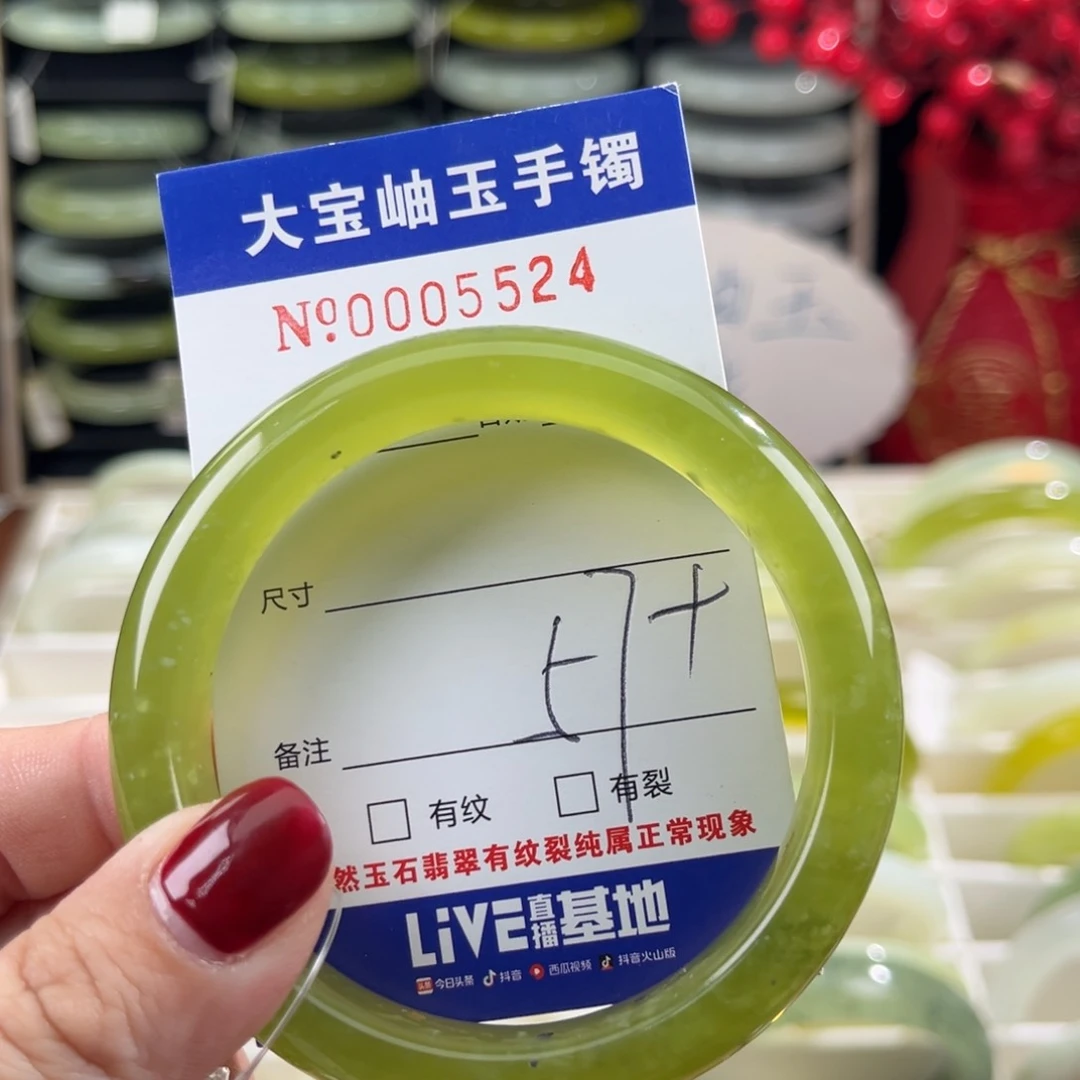 大宝岫玉手镯
№.0005524
尺寸
57+
备注
有纹 有裂
然玉石翡翠有纹裂纯属正常现象
LiVE直播基地
今日头条 抖音 西瓜视频 抖音火山版